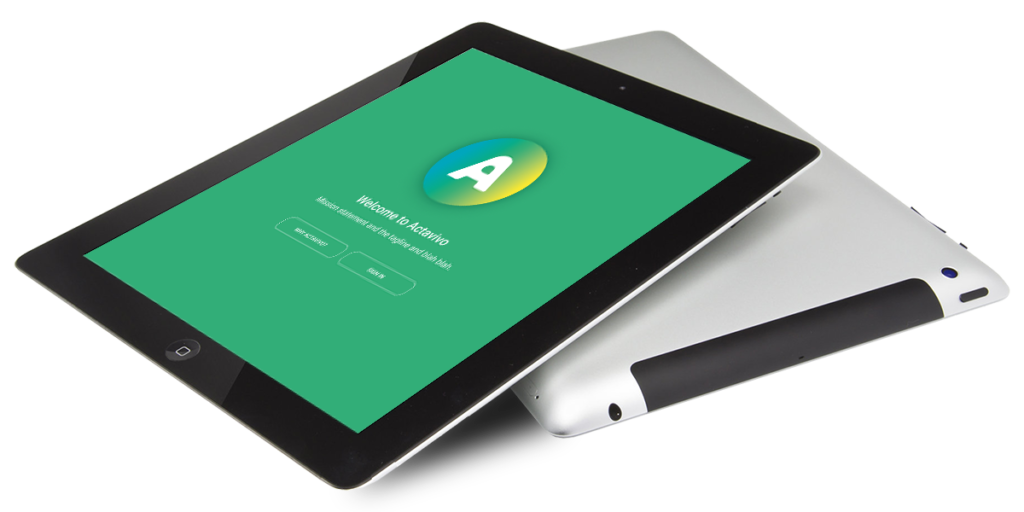 A
Welcome to Actavivo
Mission statement and the tagline and blah blah.
WHY ACTAVIVO?
SIGN IN